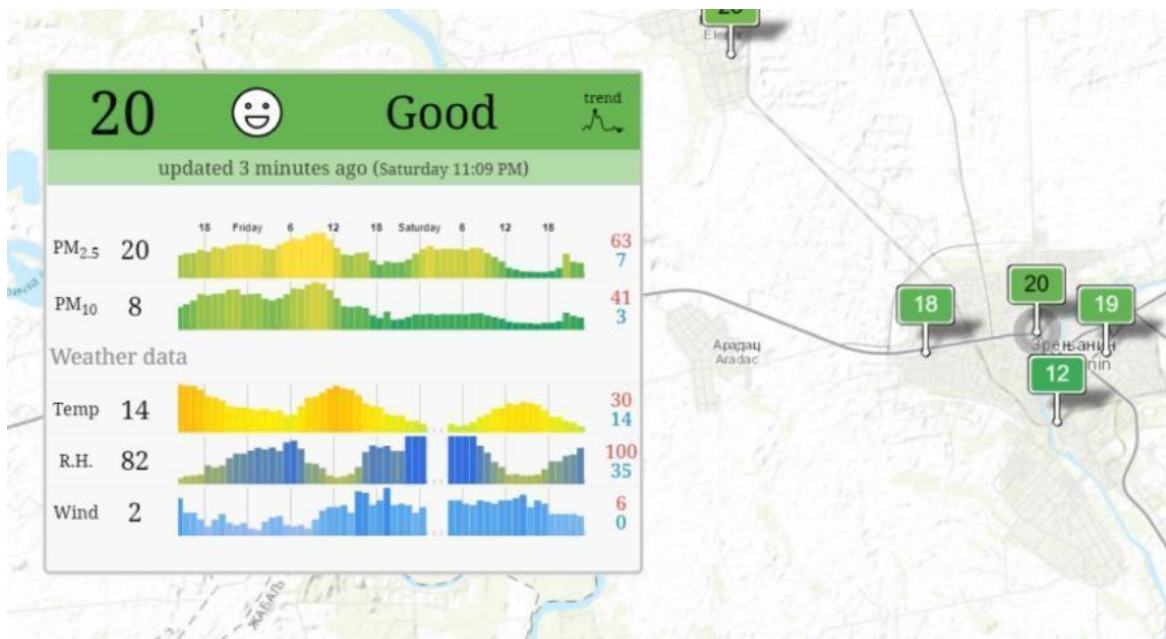 20 Good trend
updated 3 minutes ago (Saturday 11:09 PM)
18 Friday 6 12 18 Saturday 6 12 18
PM2.5 20 63
7
PM10 8 41
3
Weather data
Temp 14 30
14
R.H. 82 100
35
Wind 2 6
0
20
18
19
12
Арадац
Aradac
Зрењанин
ЖАБАЉ